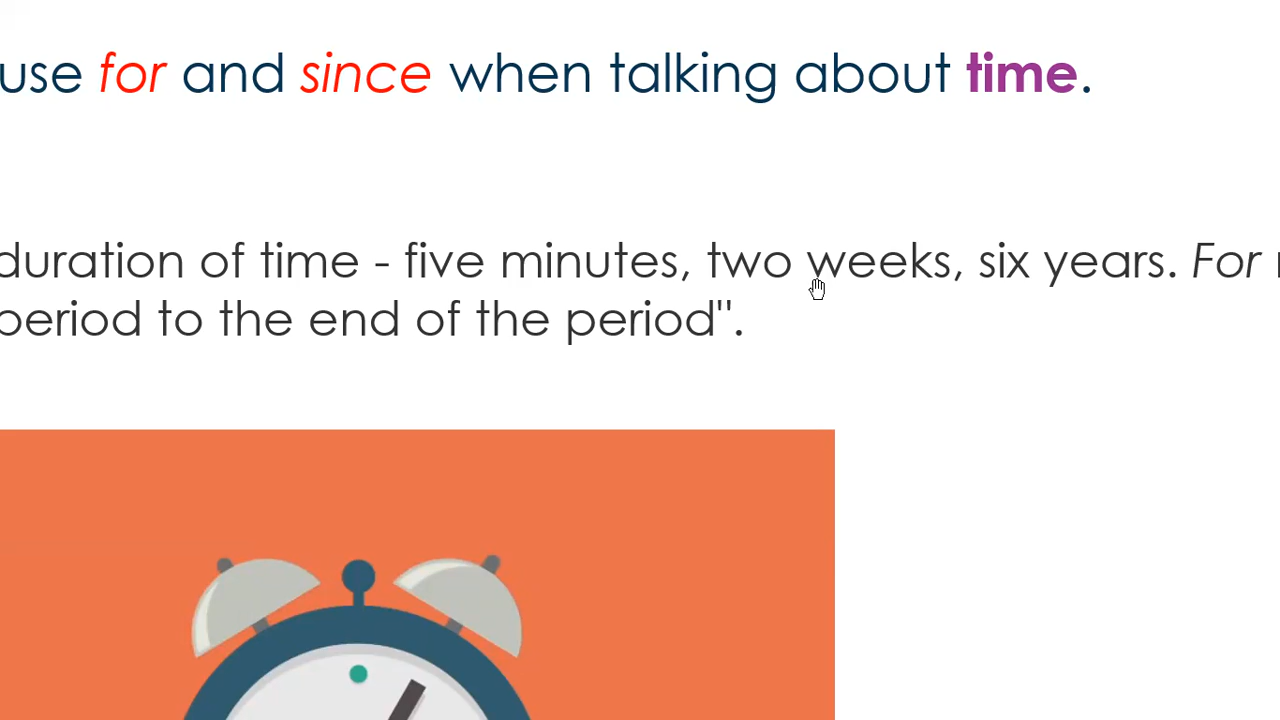 use for and since when talking about time.
duration of time - five minutes, two weeks, six years. For
period to the end of the period".